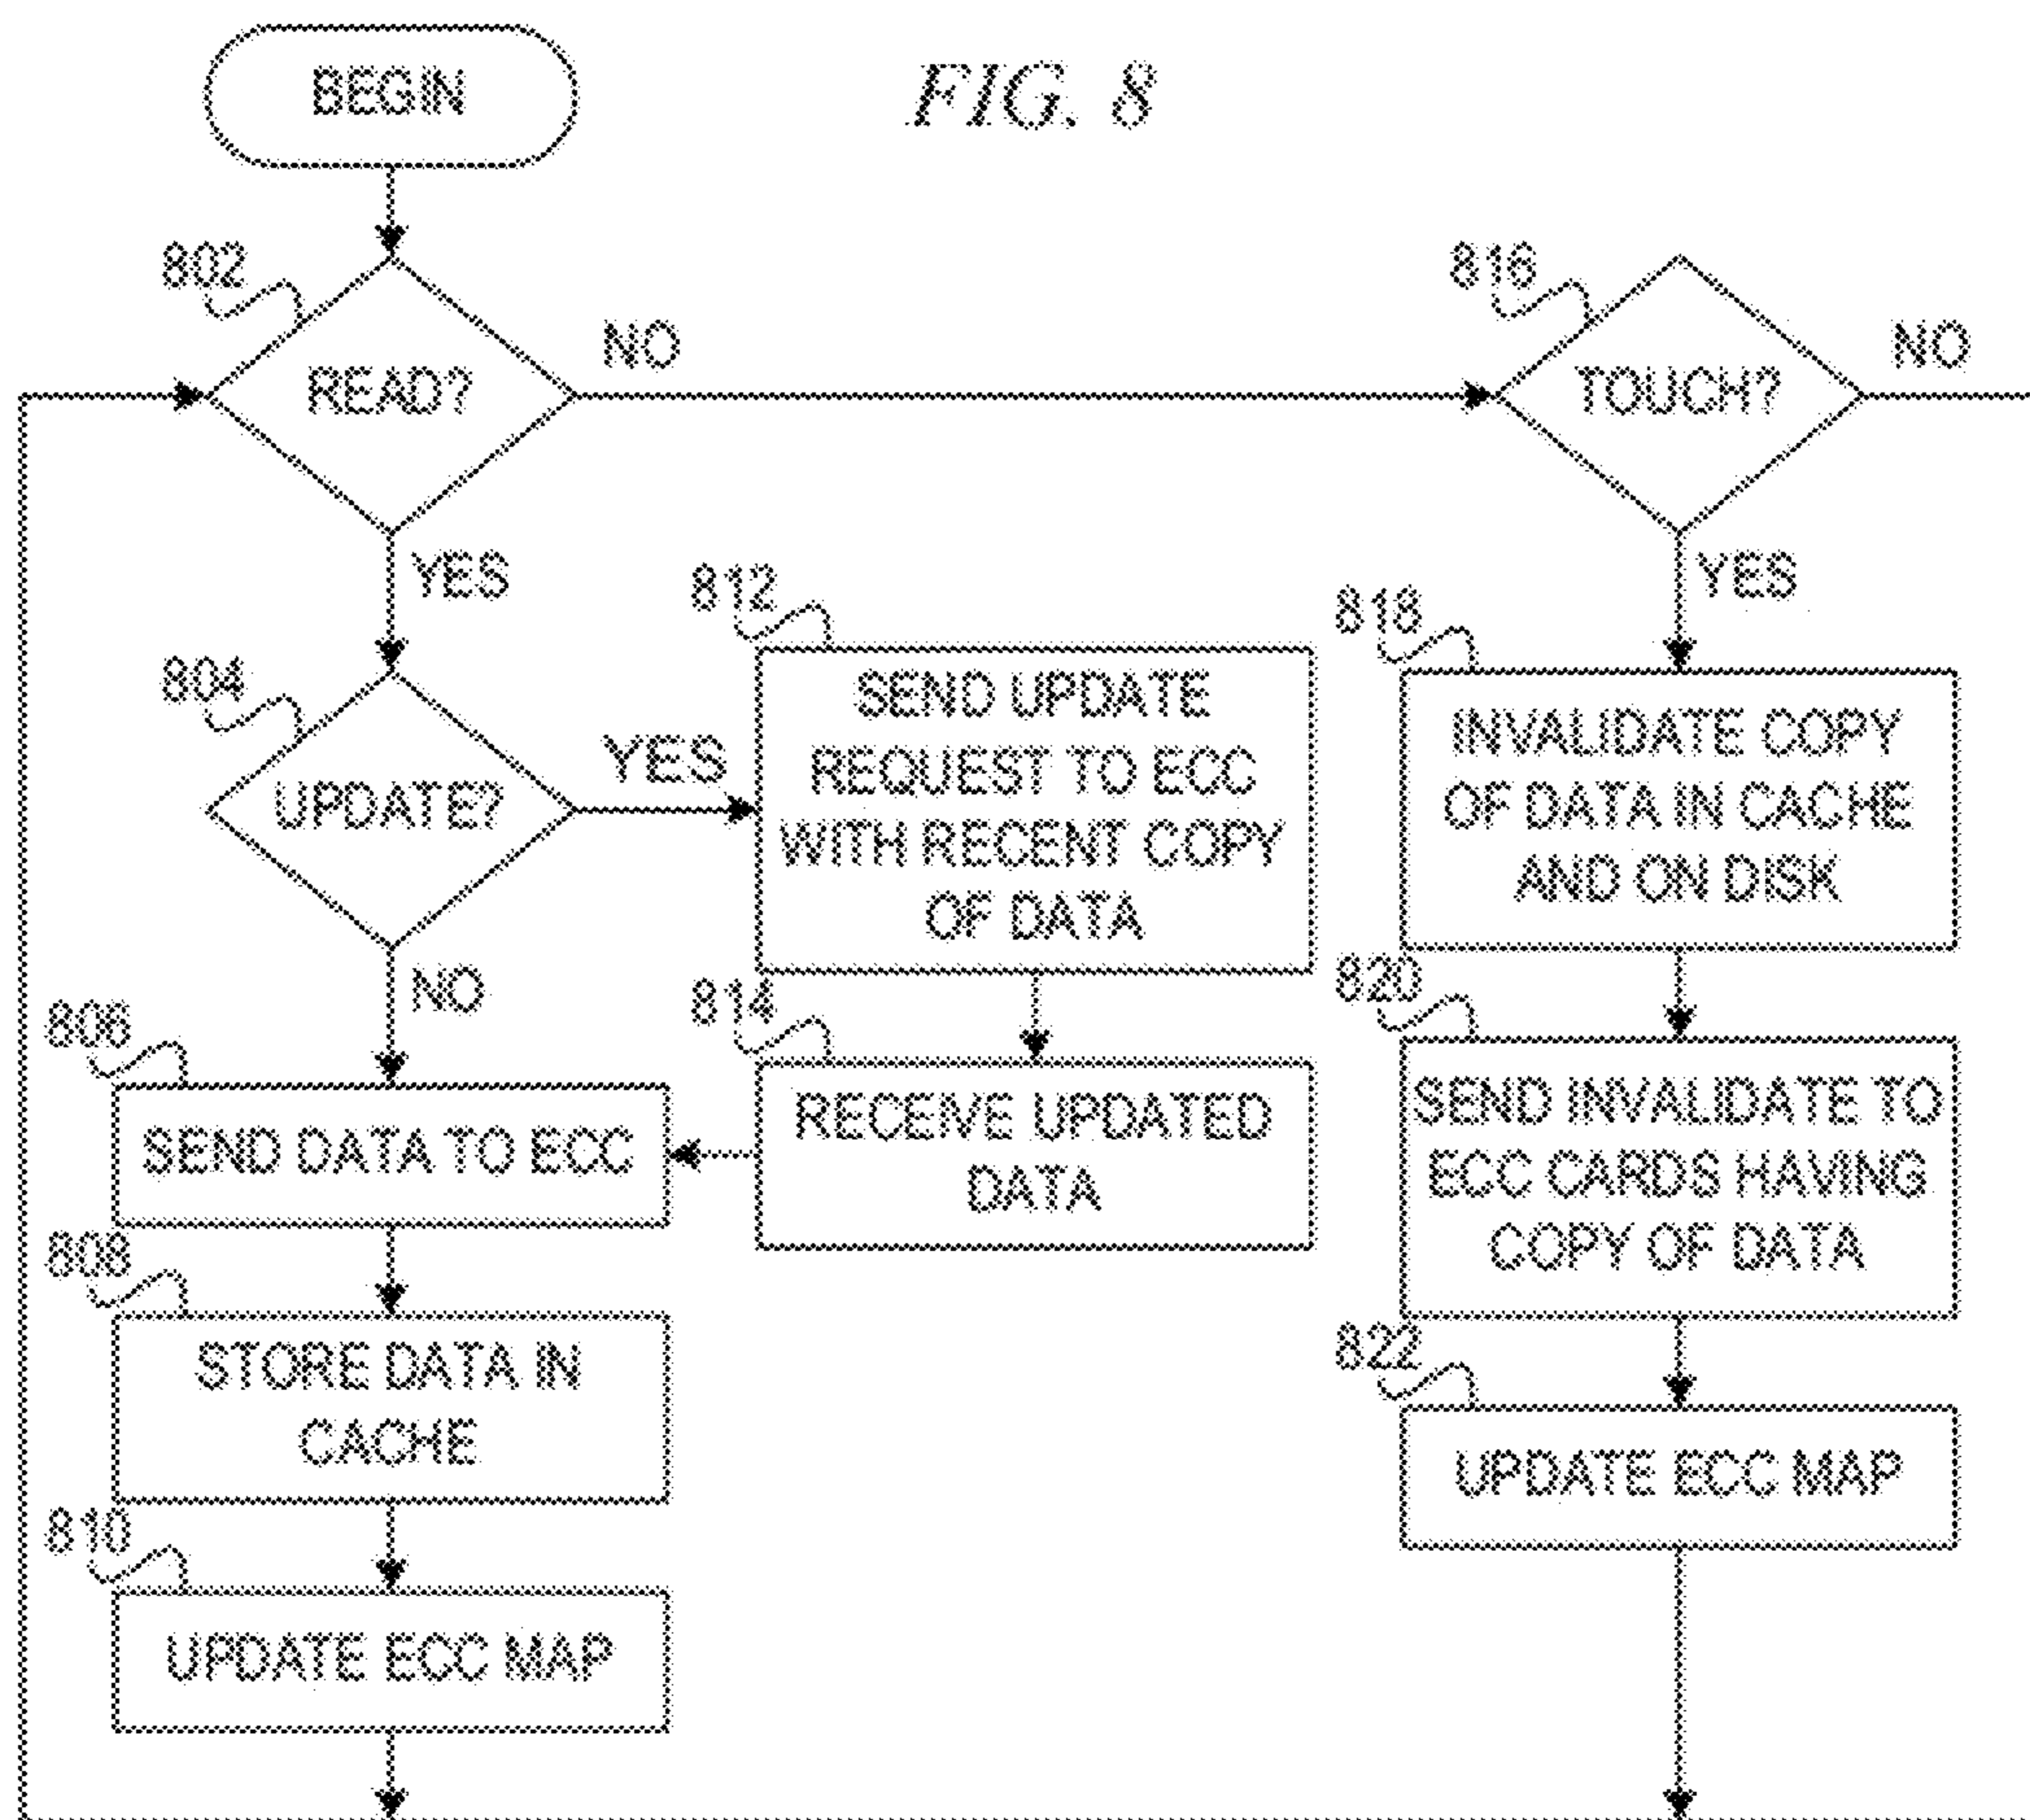 BEGIN
FIG. 8
802
READ?
NO
816
TOUCH?
NO
YES
YES
804
UPDATE?
YES
NO
812
SEND UPDATE
REQUEST TO ECC
WITH RECENT COPY
OF DATA
818
INVALIDATE COPY
OF DATA IN CACHE
AND ON DISK
806
SEND DATA TO ECC
814
RECEIVE UPDATED
DATA
820
SEND INVALIDATE TO
ECC CARDS HAVING
COPY OF DATA
808
STORE DATA IN
CACHE
822
UPDATE ECC MAP
810
UPDATE ECC MAP